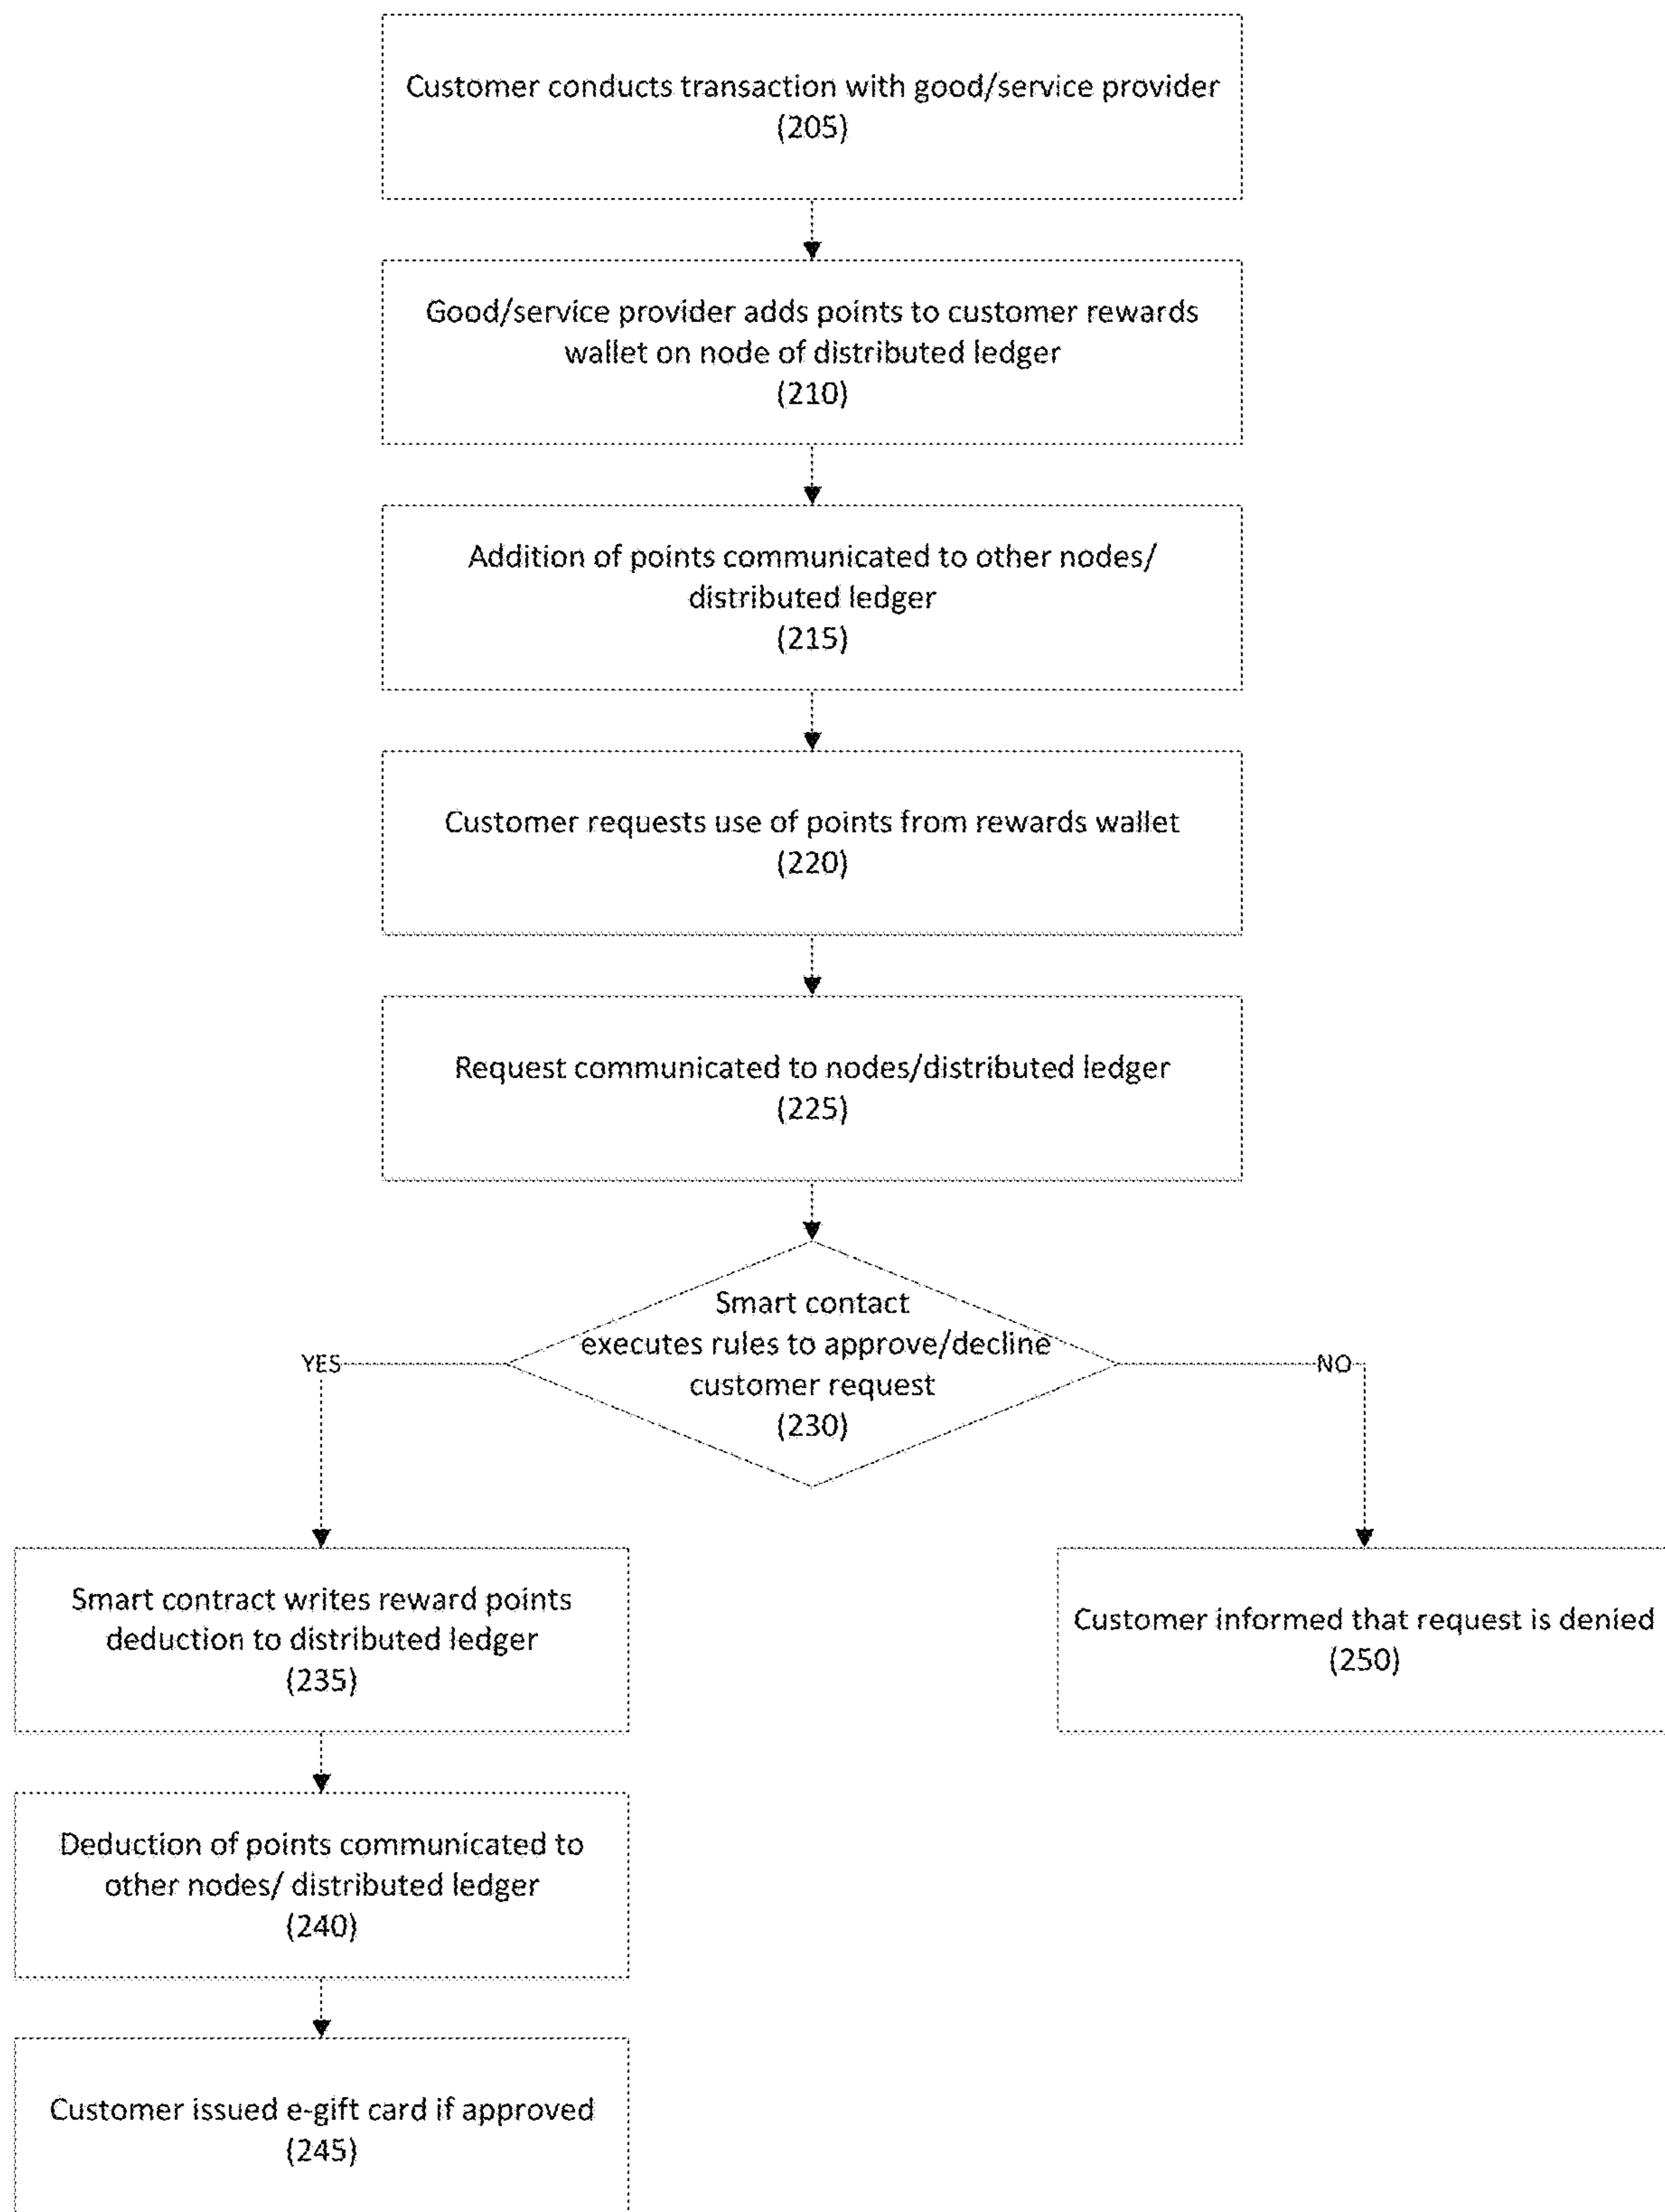 Customer conducts transaction with good/service provider
(205)
Good/service provider adds points to customer rewards
wallet on node of distributed ledger
(210)
Addition of points communicated to other nodes/
distributed ledger
(215)
Customer requests use of points from rewards wallet
(220)
Request communicated to nodes/distributed ledger
(225)
Smart contact
executes rules to approve/decline
customer request
(230)
YES
NO
Smart contract writes reward points
deduction to distributed ledger
(235)
Customer informed that request is denied
(250)
Deduction of points communicated to
other nodes/ distributed ledger
(240)
Customer issued e-gift card if approved
(245)